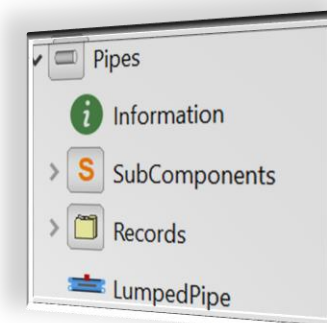 Pipes
i Information
S SubComponents
Records
LumpedPipe